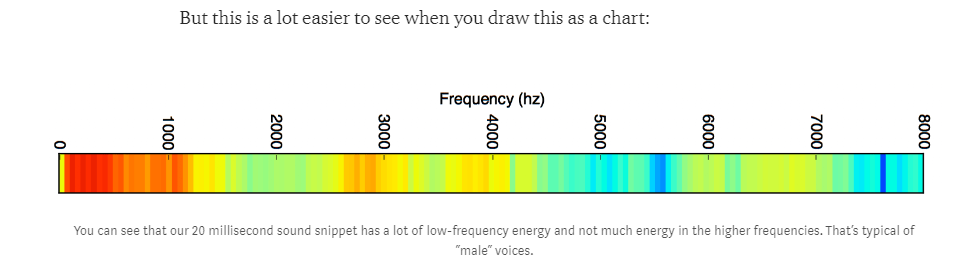 But this is a lot easier to see when you draw this as a chart:
Frequency (hz)
0 1000 2000 3000 4000 5000 6000 7000 8000
You can see that our 20 millisecond sound snippet has a lot of low-frequency energy and not much energy in the higher frequencies. That's typical of
"male" voices.